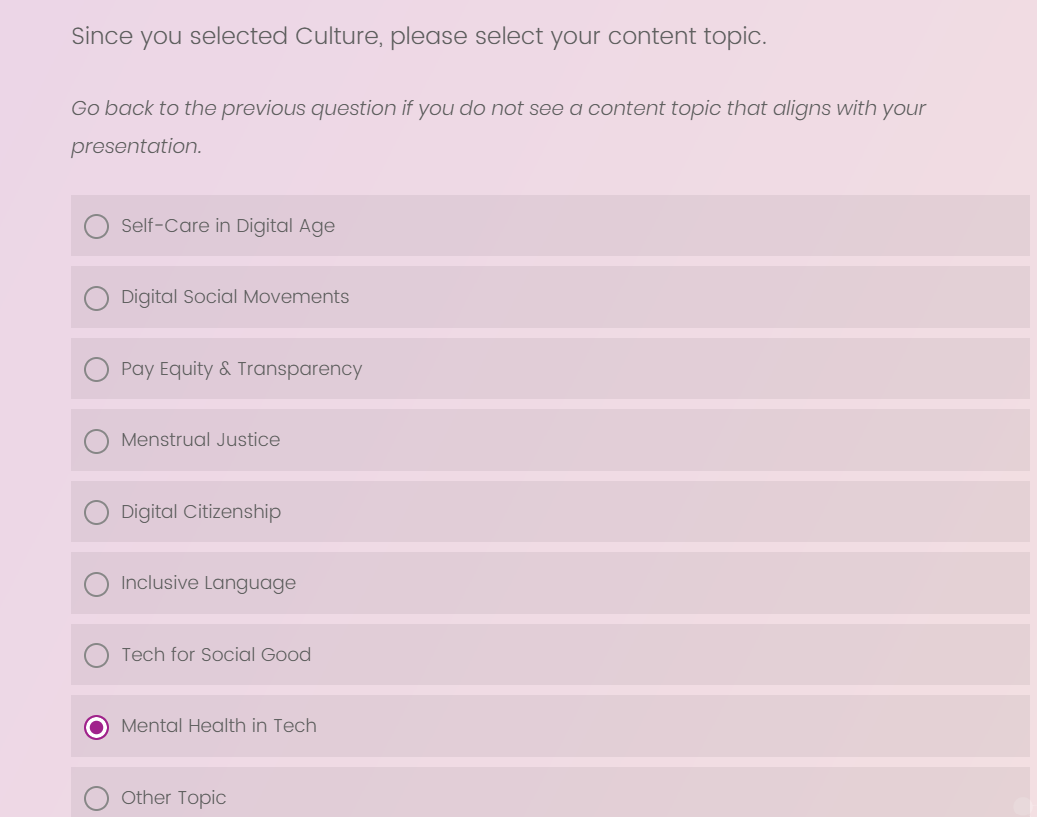 Since you selected Culture, please select your content topic.
Go back to the previous question if you do not see a content topic that aligns with your
presentation.
Self-Care in Digital Age
Digital Social Movements
Pay Equity & Transparency
Menstrual Justice
Digital Citizenship
Inclusive Language
Tech for Social Good
Mental Health in Tech
Other Topic